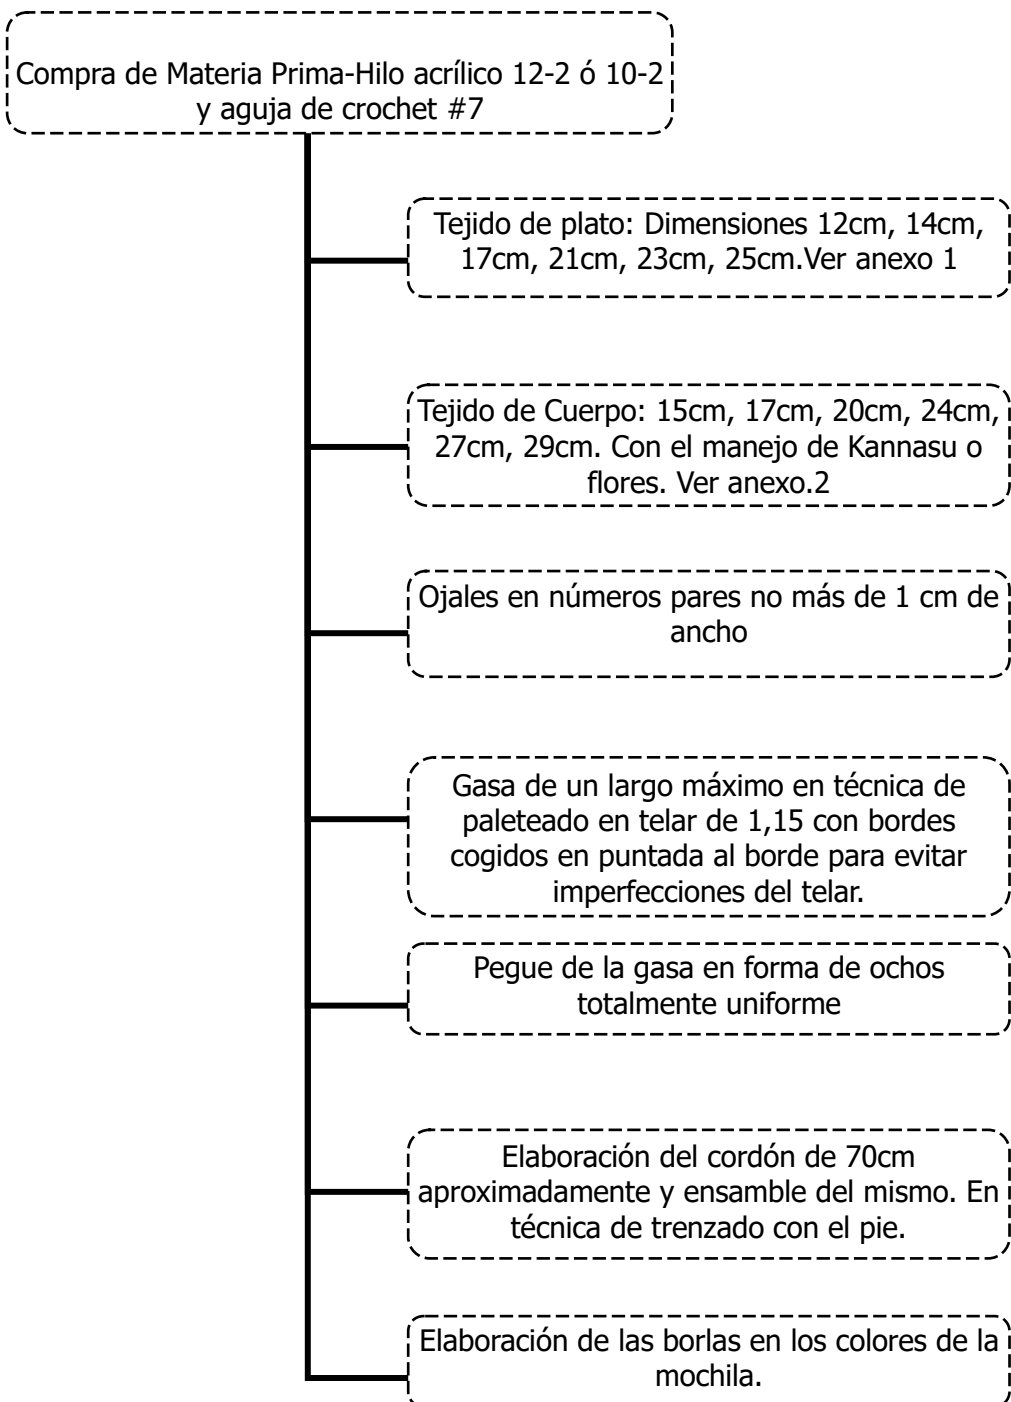 Compra de Materia Prima-Hilo acrílico 12-2 ó 10-2
y aguja de crochet #7
Tejido de plato: Dimensiones 12cm, 14cm,
17cm, 21cm, 23cm, 25cm.Ver anexo 1
Tejido de Cuerpo: 15cm, 17cm, 20cm, 24cm,
27cm, 29cm. Con el manejo de Kannasu o
flores. Ver anexo.2
Ojales en números pares no más de 1 cm de
ancho
Gasa de un largo máximo en técnica de
paleteado en telar de 1,15 con bordes
cogidos en puntada al borde para evitar
imperfecciones del telar.
Pegue de la gasa en forma de ochos
totalmente uniforme
Elaboración del cordón de 70cm
aproximadamente y ensamble del mismo. En
técnica de trenzado con el pie.
Elaboración de las borlas en los colores de la
mochila.